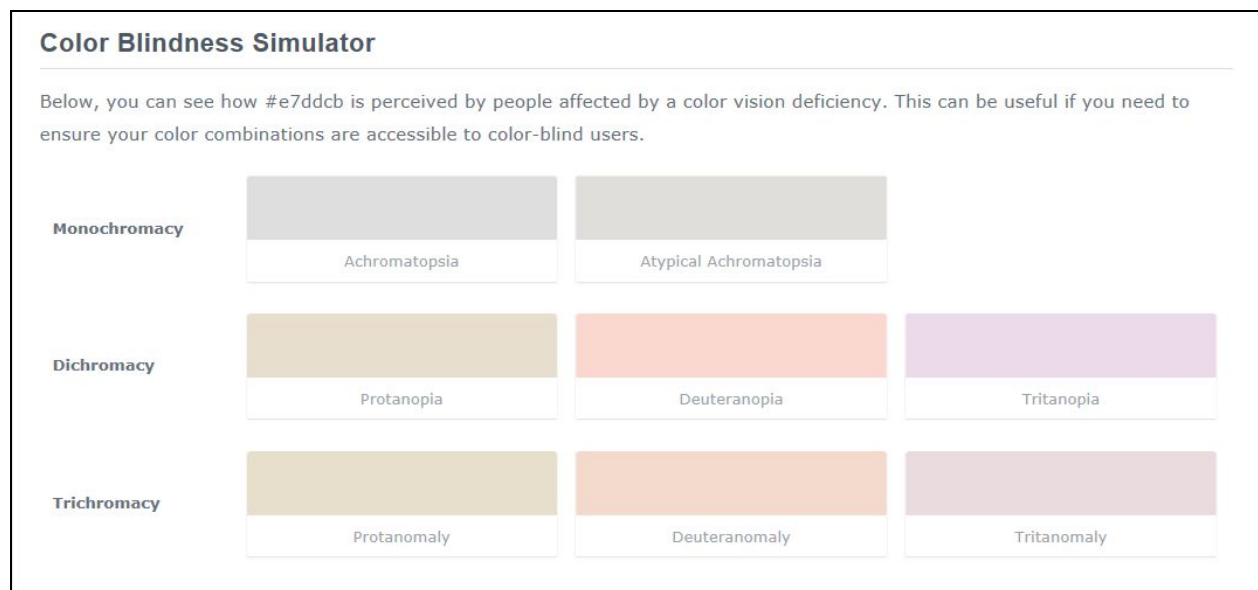 Color Blindness Simulator
Below, you can see how #e7ddcb is perceived by people affected by a color vision deficiency. This can be useful if you need to
ensure your color combinations are accessible to color-blind users.
Monochromacy
Achromatopsia
Atypical Achromatopsia
Dichromacy
Protanopia
Deuteranopia
Tritanopia
Trichromacy
Protanomaly
Deuteranomaly
Tritanomaly